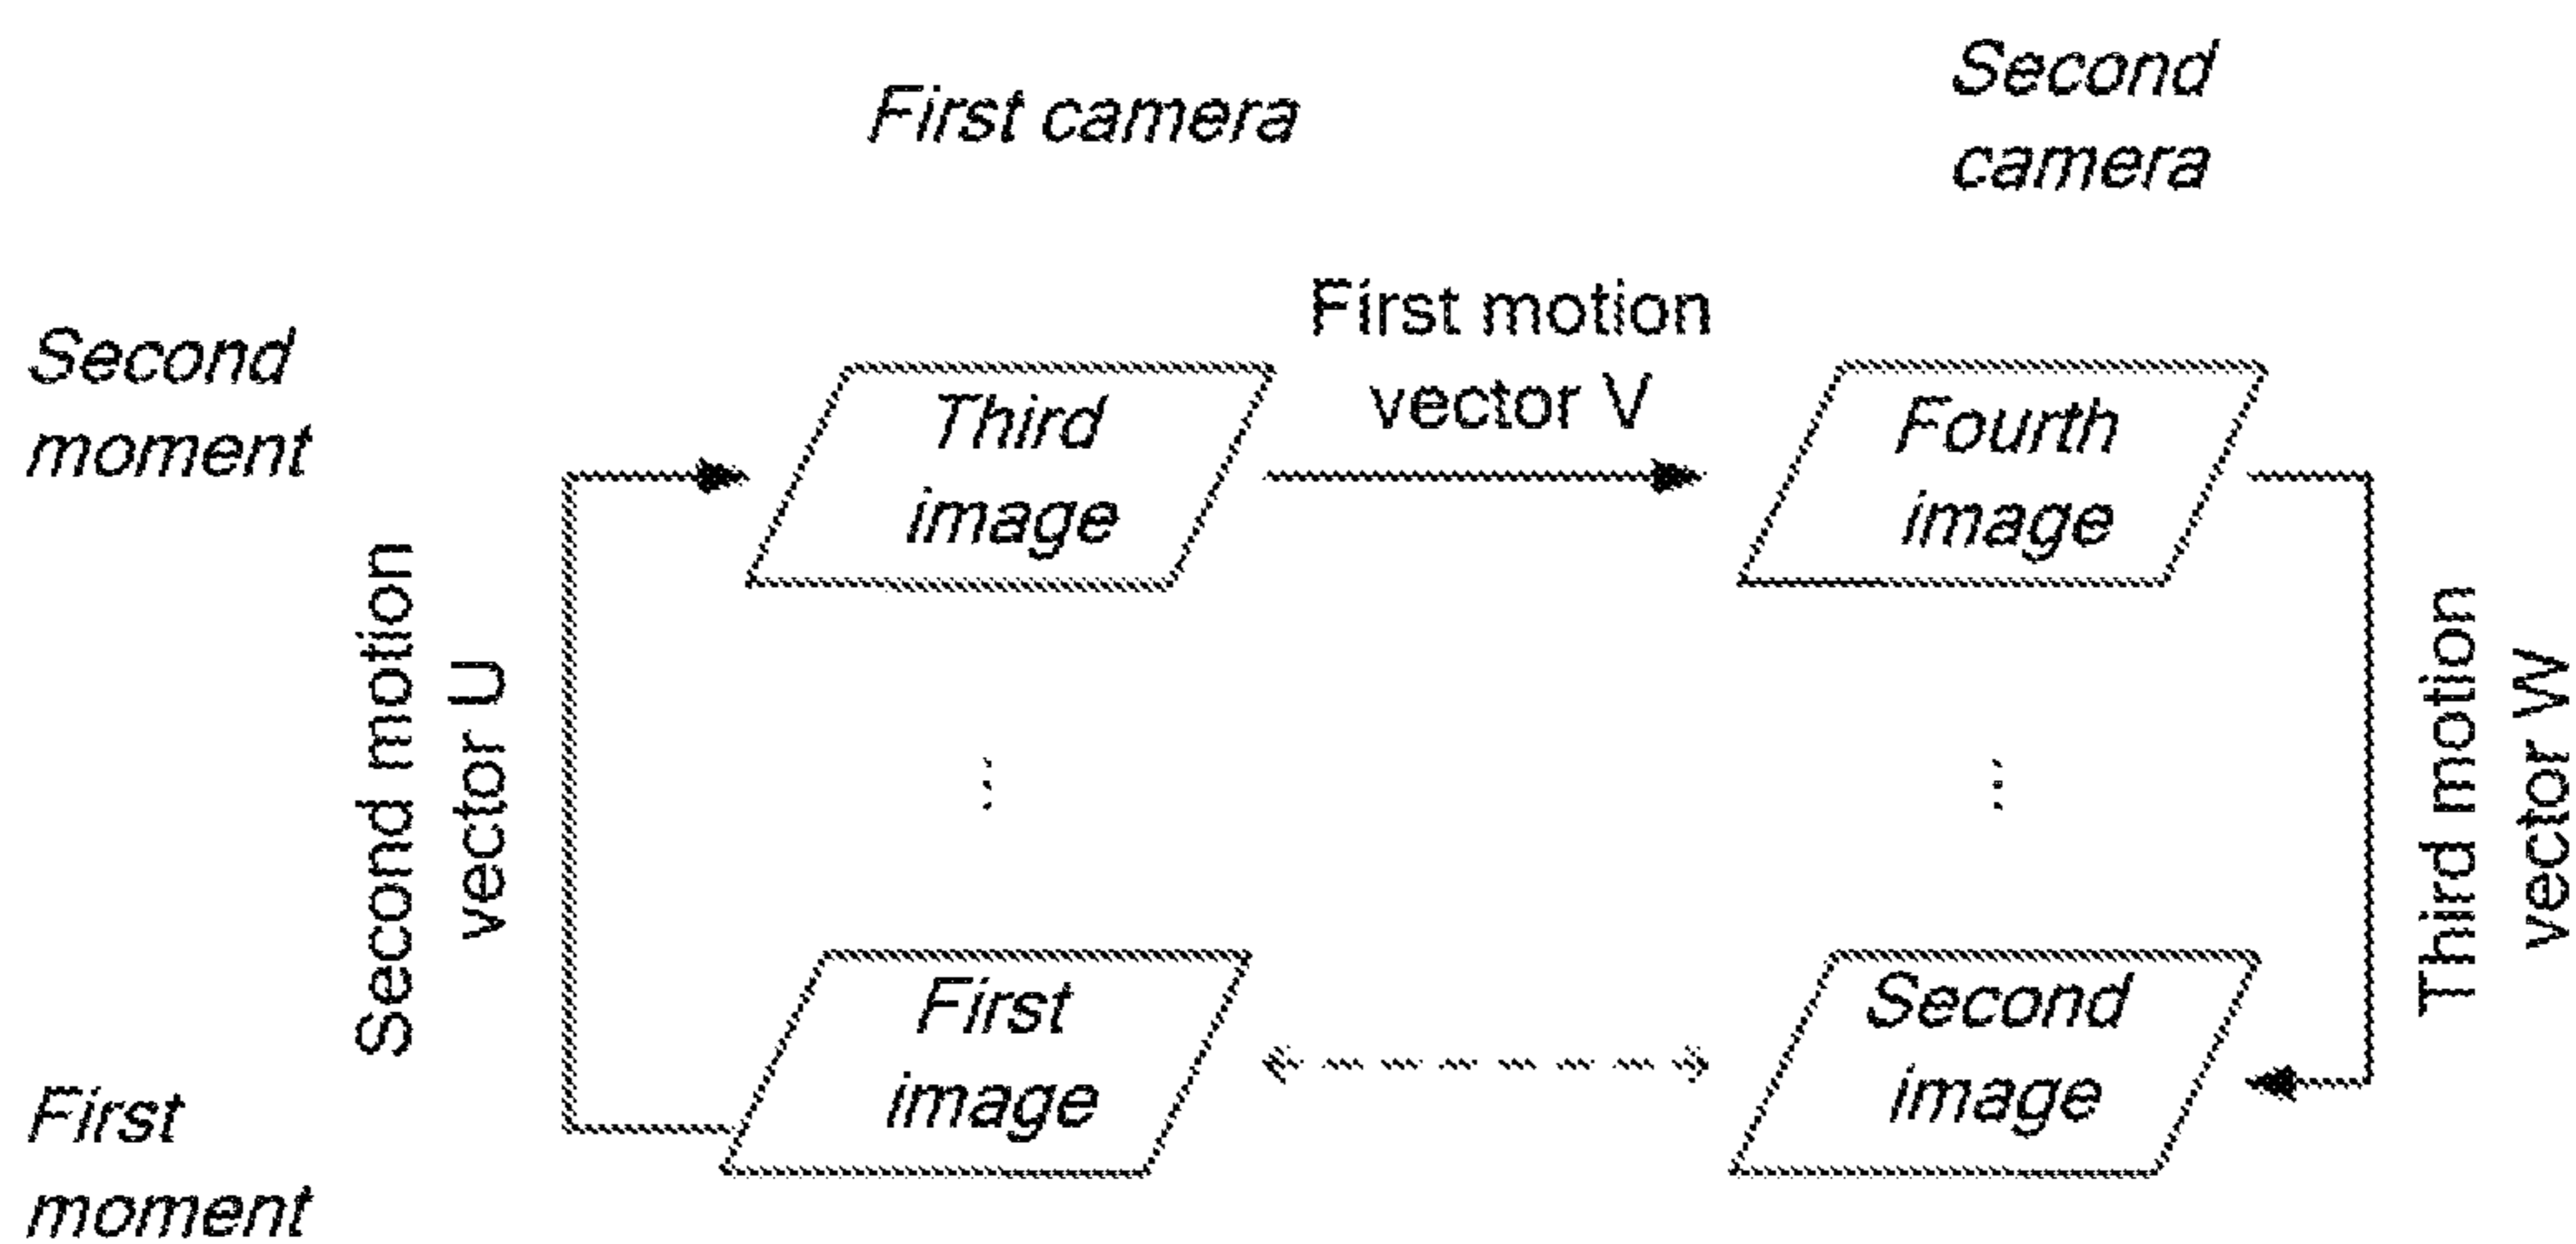 First camera
Second
camera
Second
moment
First motion
vector V
Third
image
Fourth
image
Second motion
vector U
Third motion
vector W
First
image
Second
image
First
moment